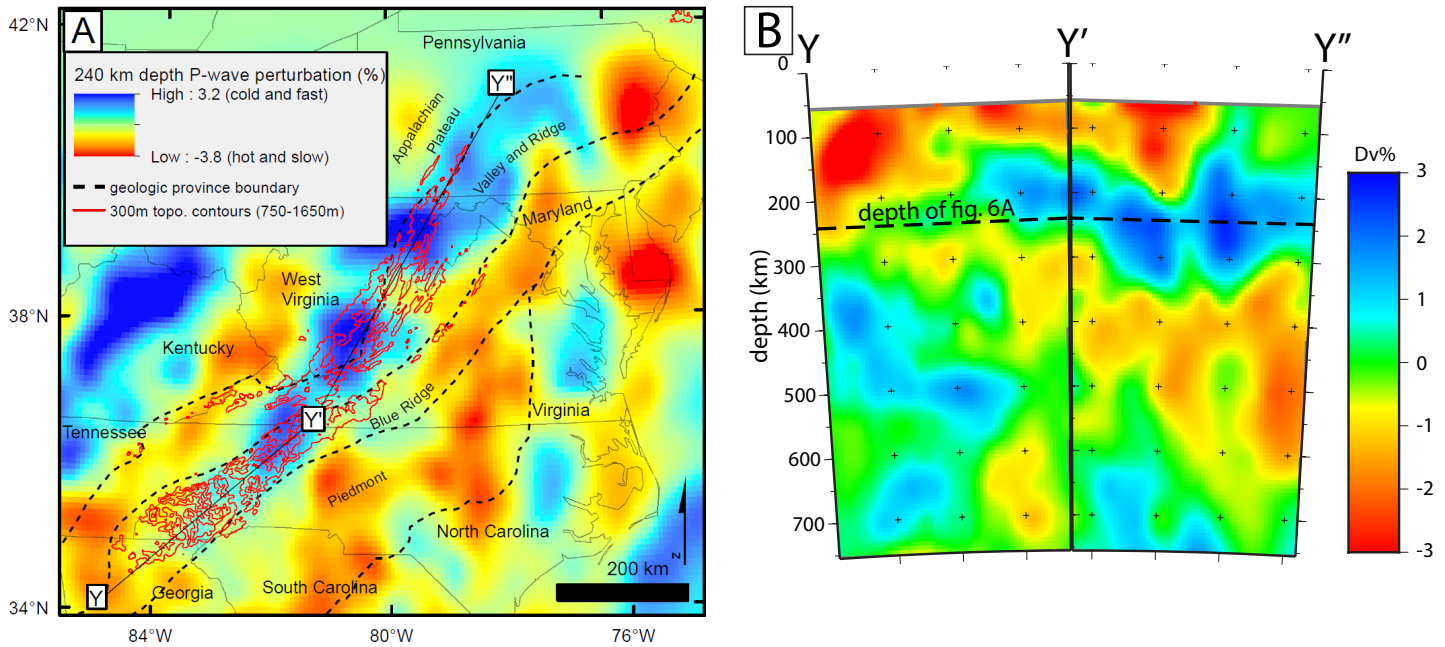 A
42°N
38°N
34°N
84°W
80°W
76°W
240 km depth P-wave perturbation (%)
High : 3.2 (cold and fast)
Low : -3.8 (hot and slow)
geologic province boundary
300m topo. contours (750-1650m)
Pennsylvania
Y"
Appalachian
Plateau
Valley and Ridge
Maryland
West
Virginia
Kentucky
Y'
Blue Ridge
Virginia
Tennessee
Piedmont
North Carolina
z
200 km
Y
Georgia
South Carolina
B
Y
Y′
Y″
0
100
200
300
400
500
600
700
depth (km)
depth of fig. 6A
Dv%
3
2
1
0
-1
-2
-3